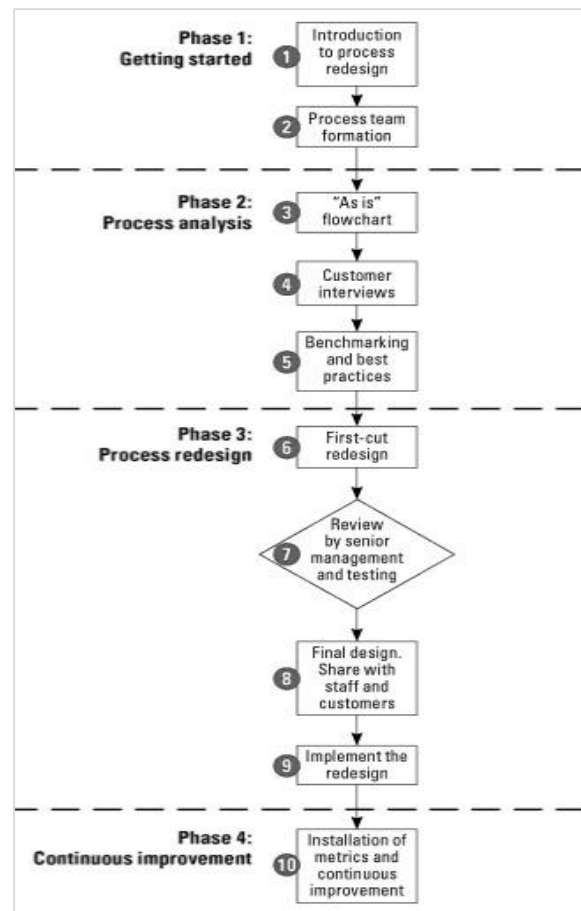 Phase 1:
Getting started
1
Introduction
to process
redesign
2
Process team
formation
Phase 2:
Process analysis
3
"As is"
flowchart
4
Customer
interviews
5
Benchmarking
and best
practices
Phase 3:
Process redesign
6
First-cut
redesign
7
Review
by senior
management
and testing
8
Final design.
Share with
staff and
customers
9
Implement the
redesign
Phase 4:
Continuous improvement
10
Installation of
metrics and
continuous
improvement